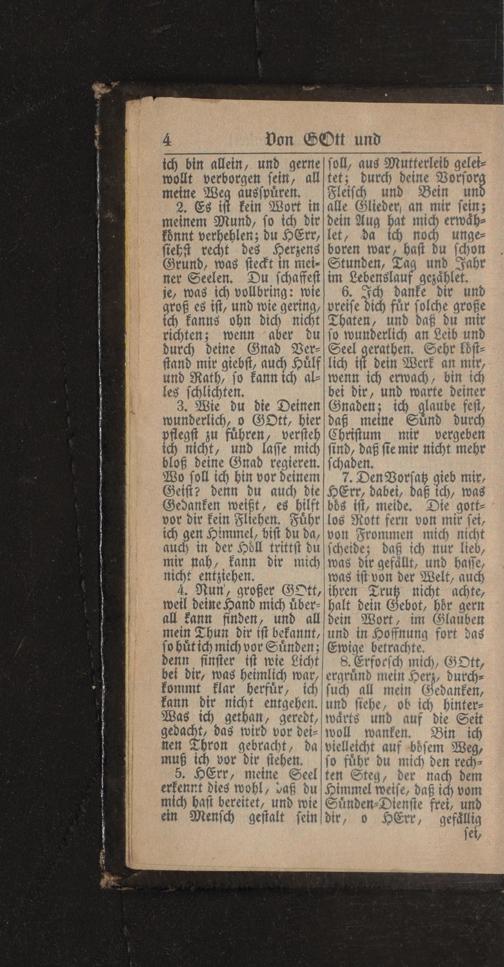 4 Von GOtt und
ich bin allein, und gerne
wollt verborgen sein, all
meine Weg ausspüren.
2. Es ist kein Wort in
meinem Mund, so ich dir
könnt verhehlen; du HErr,
siehst recht des Herzens
Grund, was steckt in mei-
ner Seelen. Du schaffest
je, was ich vollbring: wie
groß es ist, und wie gering,
ich kanns ohn dich nicht
richten; wenn aber du
durch deine Gnad Ver-
stand mir giebst, auch Hülf
und Rath, so kann ich al-
les schlichten.
3. Wie du die Deinen
wunderlich, o GOtt, hier
pflegst zu führen, versteh
ich nicht, und lasse mich
bloß deine Gnad regieren.
Wo soll ich hin vor deinem
Geist? denn du auch die
Gedanken weißt, es hilft
vor dir kein Fliehen. Führ
ich gen Himmel, bist du da,
auch in der Höll trittst du
mir nah, kann dir mich
nicht entziehen.
4. Nun, großer GOtt,
weil deine Hand mich über-
all kann finden, und all
mein Thun dir ist bekannt,
so hüt ich mich vor Sünden;
denn finster ist wie Licht
bei dir, was heimlich war,
kommt klar herfür, ich
kann dir nicht entgehen.
Was ich gethan, geredt,
gedacht, das wird vor dei-
nen Thron gebracht, da
muß ich vor dir stehen.
5. HErr, meine Seel
erkennt dies wohl, daß du
mich hast bereitet, und wie
ein Mensch gestalt sein
soll, aus Mutterleib gelei-
tet; durch deine Vorsorg
Fleisch und Bein und
alle Glieder, an mir sein;
dein Aug hat mich erwäh-
let, da ich noch unge-
boren war, hast du schon
Stunden, Tag und Jahr
im Lebenslauf gezählet.
6. Ich danke dir und
preise dich für solche große
Thaten, und daß du mir
so wunderlich an Leib und
Seel gerathen. Sehr köst-
lich ist dein Werk an mir,
wenn ich erwach, bin ich
bei dir, und warte deiner
Gnaden; ich glaube fest,
daß meine Sünd durch
Christum mir vergeben
sind, daß sie mir nicht mehr
schaden.
7. Den Vorsatz gieb mir,
HErr, dabei, daß ich, was
bös ist, meide. Die gott-
los Rott fern von mir sei,
von Frommen mich nicht
scheide; daß ich nur lieb,
was dir gefällt, und hasse,
was ist von der Welt, auch
ihren Trutz nicht achte,
halt dein Gebot, hör gern
dein Wort, im Glauben
und in Hoffnung fort das
Ewige betrachte.
8. Erforsch mich, GOtt,
ergründ mein Herz, durch-
such all mein Gedanken,
und siehe, ob ich hinter-
wärts und auf die Seit
woll wanken. Bin ich
vielleicht auf bösem Weg,
so führ du mich den rech-
ten Steg, der nach dem
Himmel weise, daß ich vom
Sünden-Dienste frei, und
dir, o HErr, gefällig
sei,